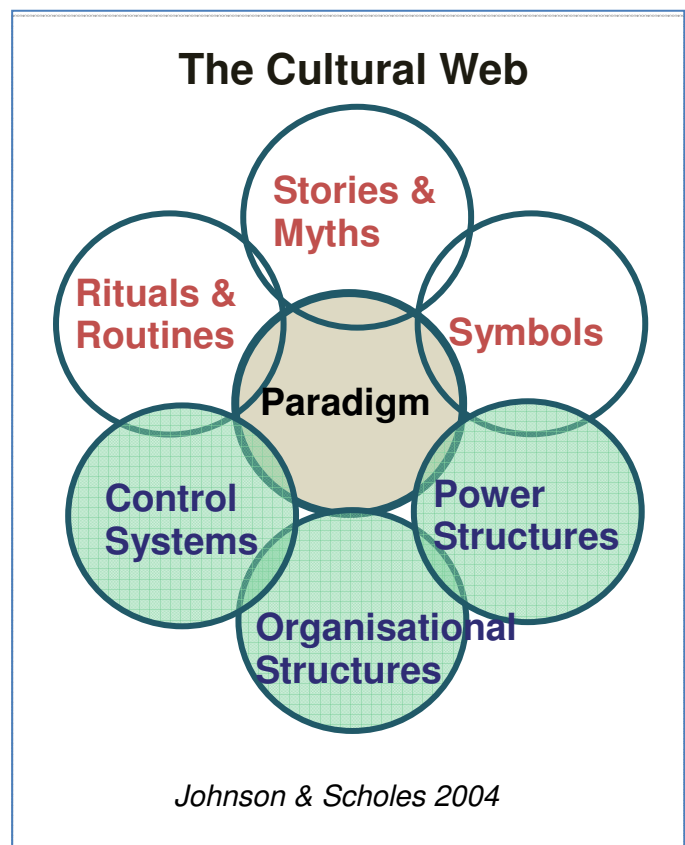 The Cultural Web
Stories &
Myths
Rituals &
Routines
Symbols
Paradigm
Control
Systems
Power
Structures
Organisational
Structures
Johnson & Scholes 2004